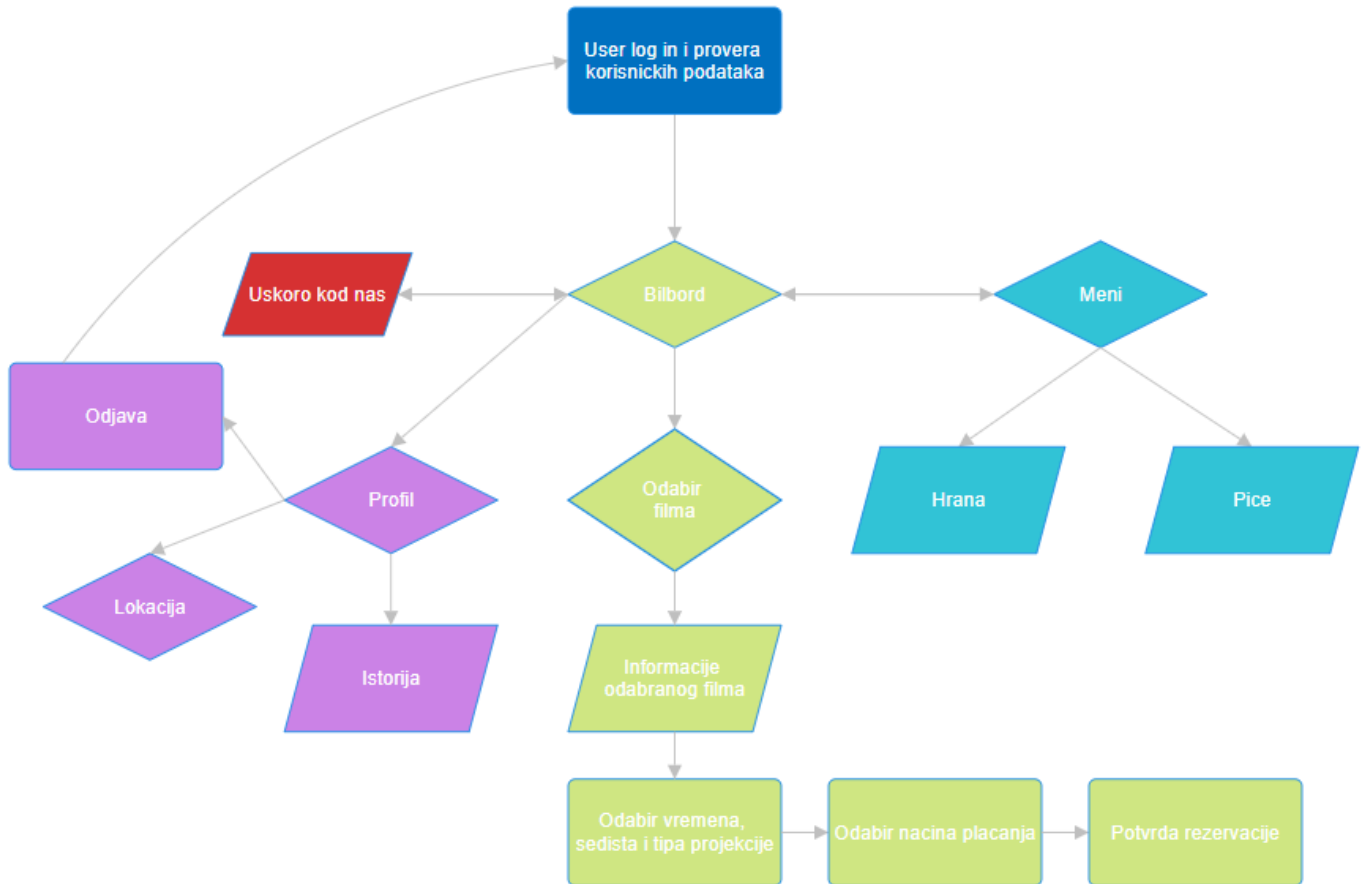 User log in i provera
korisnickih podataka
Uskoro kod nas
Bilbord
Meni
Odjava
Profil
Odabir
filma
Hrana
Pice
Lokacija
Istorija
Informacije
odabranog filma
Odabir vremena,
sedista i tipa projekcije
Odabir nacina placanja
Potvrda rezervacije